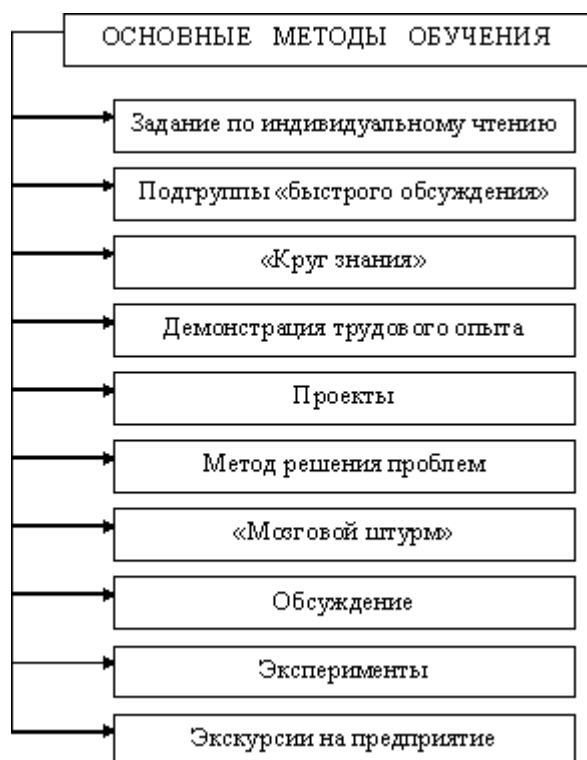 ОСНОВНЫЕ МЕТОДЫ ОБУЧЕНИЯ
Задание по индивидуальному чтению
Подгруппы «быстрого обсуждения»
«Круг знания»
Демонстрация трудового опыта
Проекты
Метод решения проблем
«Мозговой штурм»
Обсуждение
Эксперименты
Экскурсии на предприятие